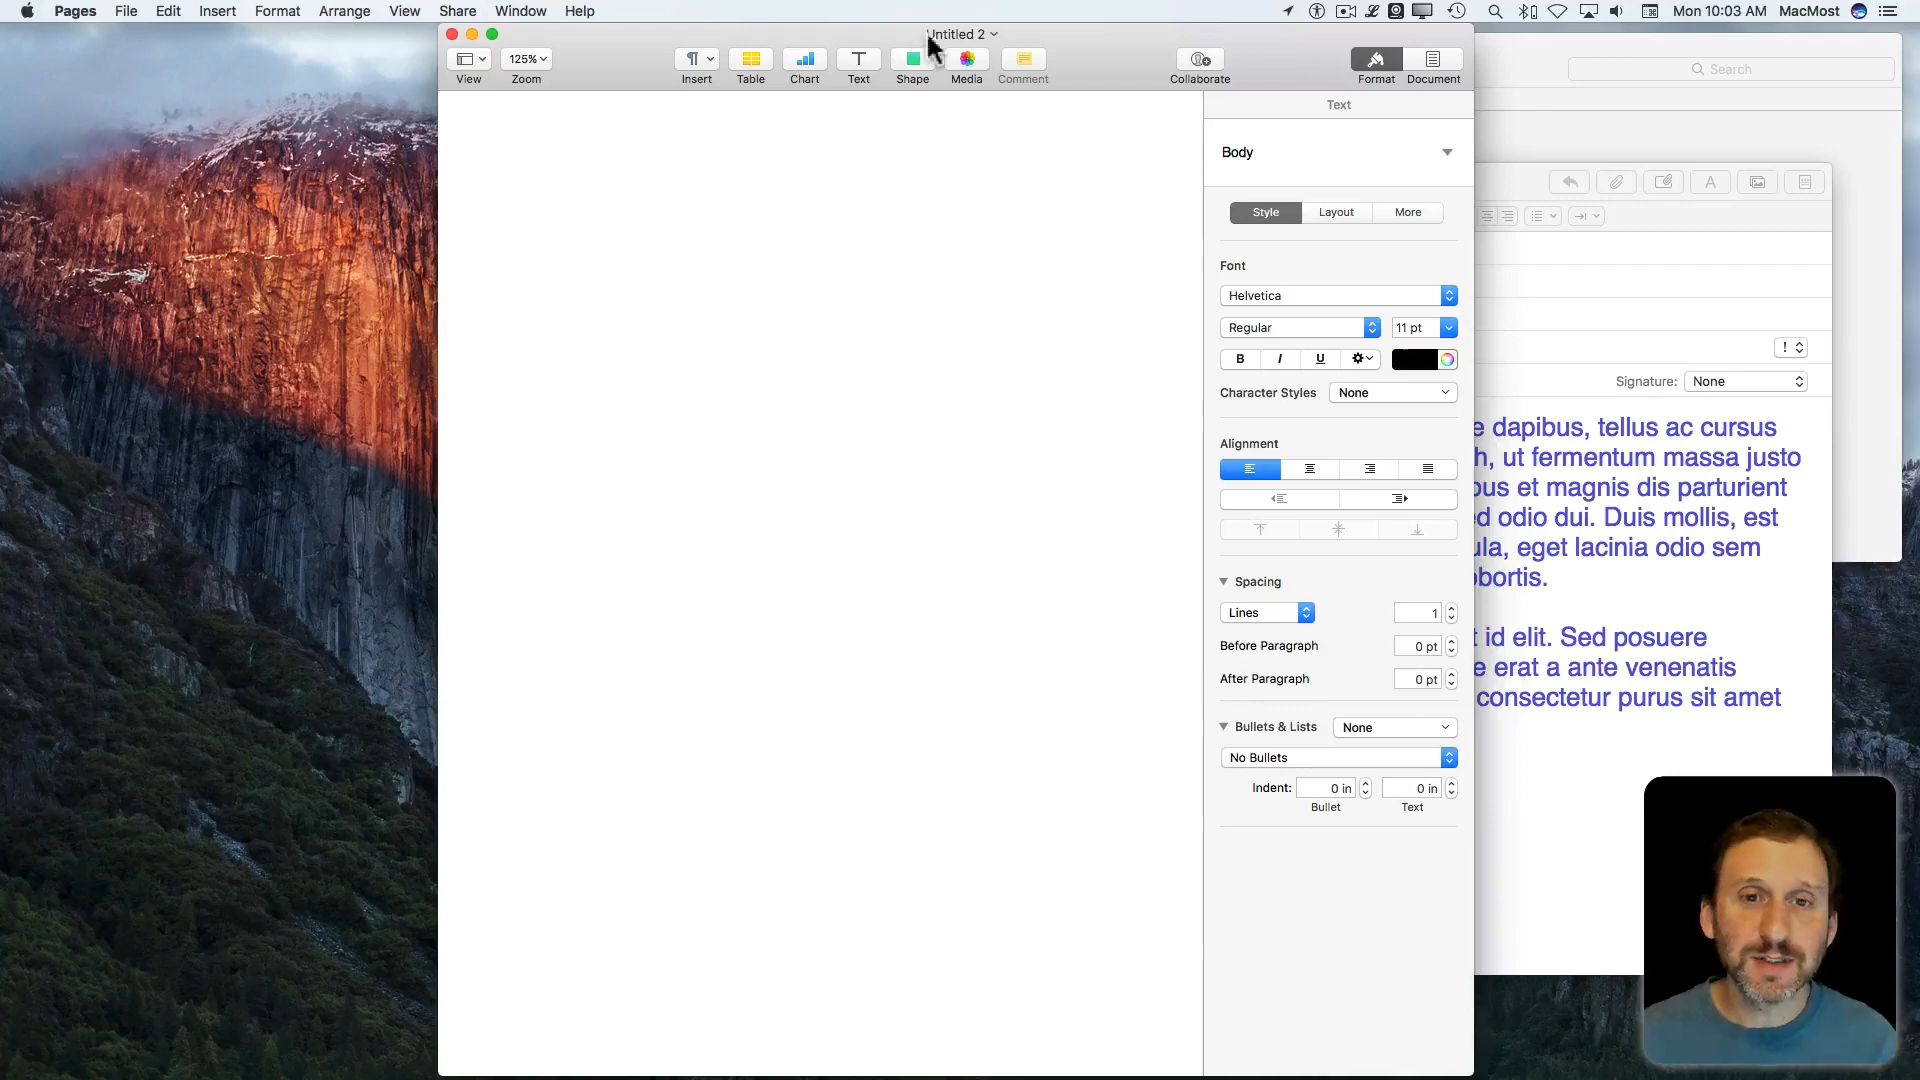 Pages File Edit Insert Format Arrange View Share Window Help Mon 10:03 AM MacMost
Untitled 2
125%
View Zoom Insert Table Chart Text Shape Media Comment Collaborate Format Document
Search
Text
Body
Style Layout More
Font
Helvetica
Regular 11 pt
B I U
!
Character Styles None
Signature: None
e dapibus, tellus ac cursus
h, ut fermentum massa justo
bus et magnis dis parturient
d odio dui. Duis mollis, est
ula, eget lacinia odio sem
obortis.
Alignment
Spacing
Lines 1
Before Paragraph 0 pt
After Paragraph 0 pt
t id elit. Sed posuere
e erat a ante venenatis
consectetur purus sit amet
Bullets & Lists None
No Bullets
Indent: 0 in 0 in
Bullet Text